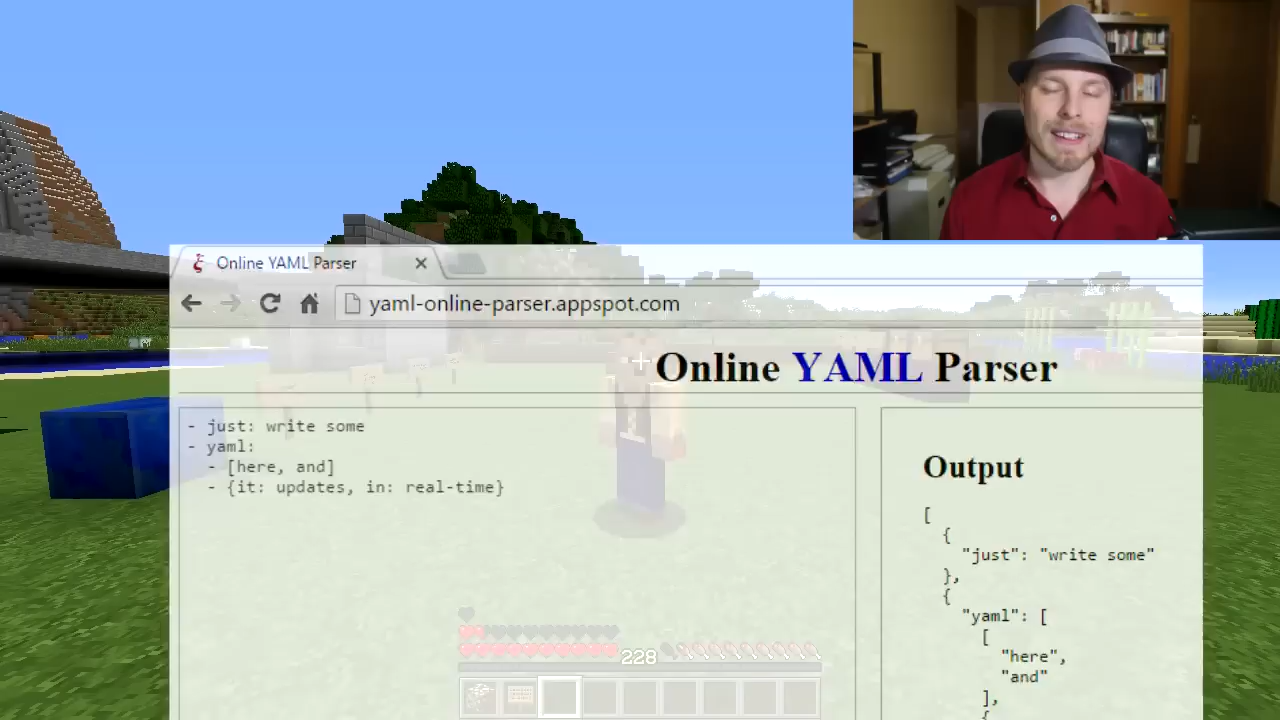 Online YAML Parser
yaml-online-parser.appspot.com
Online YAML Parser
- just: write some
- yaml:
- [here, and]
- {it: updates, in: real-time}
Output
[
{
"just": "write some"
},
{
"yaml": [
[
"here",
"and"
],
{
228